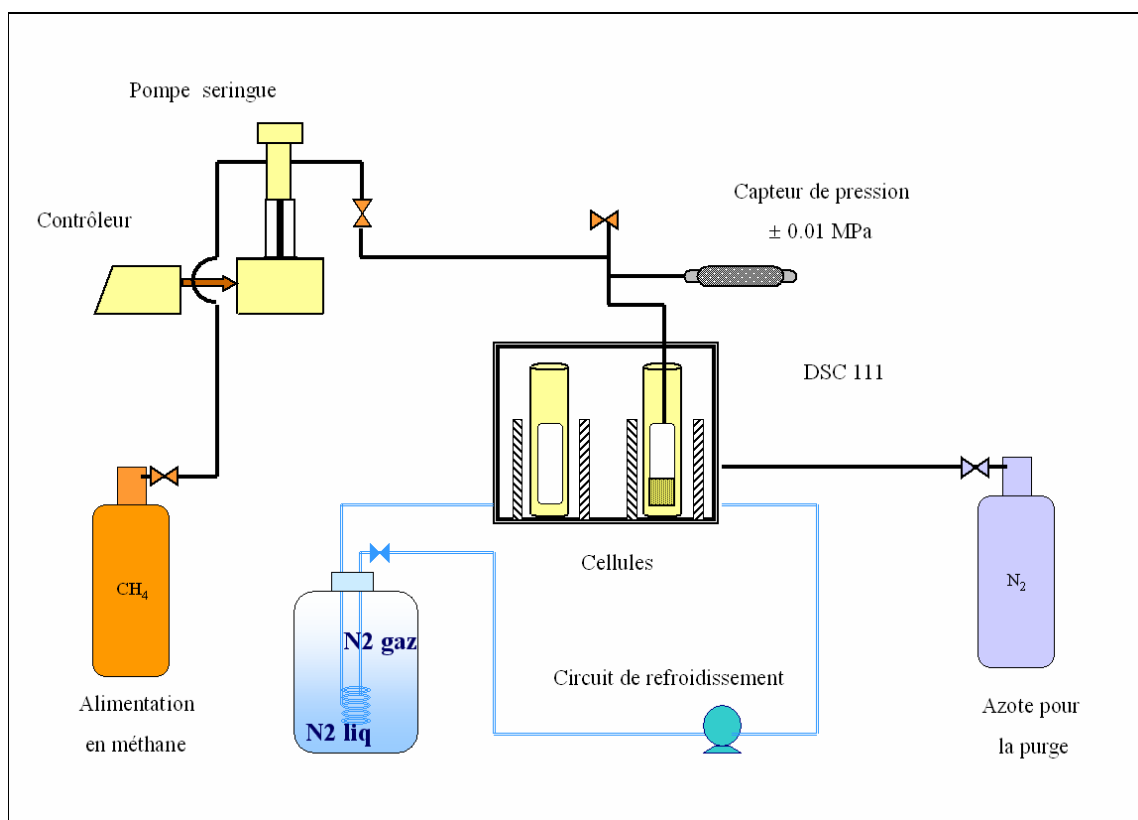 Pompe seringue
Contrôleur
Capteur de pression
± 0.01 MPa
DSC 111
Cellules
CH4
N2
N2 gaz
N2 liq
Circuit de refroidissement
Alimentation
en méthane
Azote pour
la purge